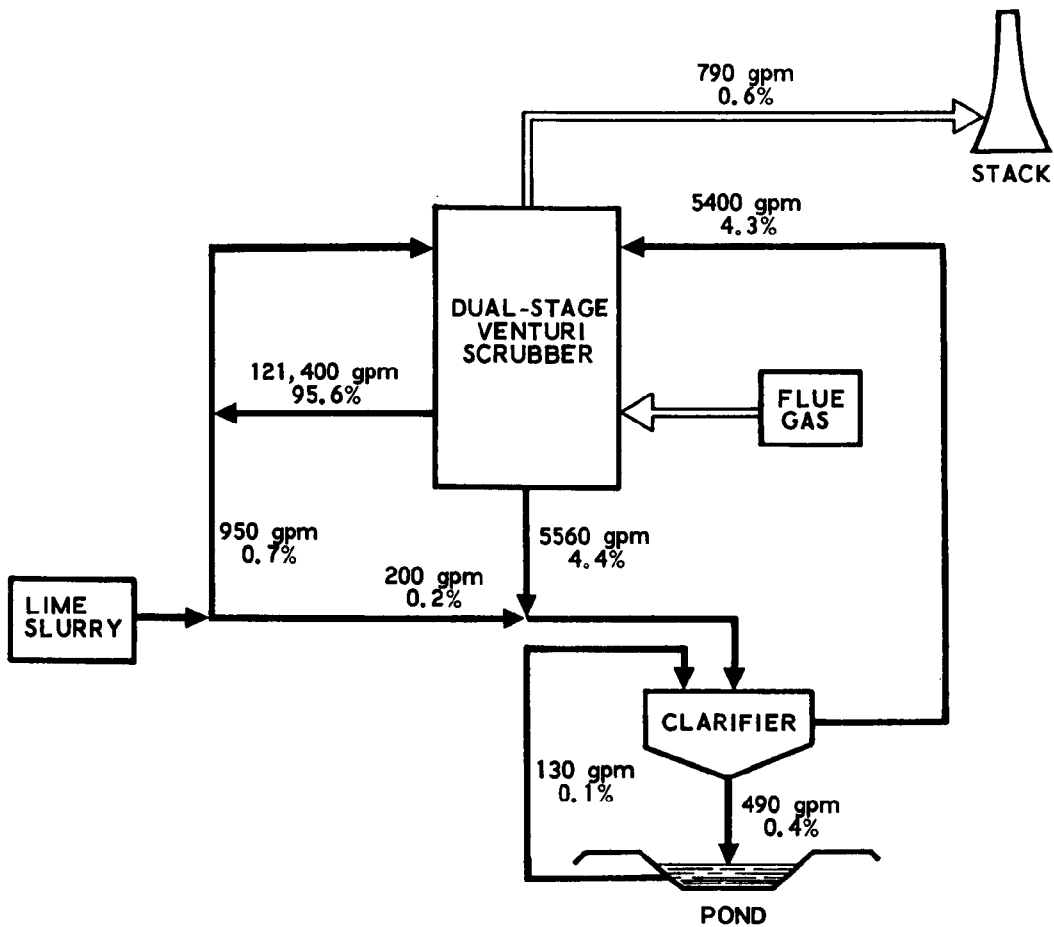 790 gpm
0.6%
STACK
5400 gpm
4.3%
DUAL-STAGE
VENTURI
SCRUBBER
121,400 gpm
95.6%
FLUE
GAS
950 gpm
0.7%
5560 gpm
4.4%
200 gpm
0.2%
LIME
SLURRY
CLARIFIER
130 gpm
0.1%
490 gpm
0.4%
POND